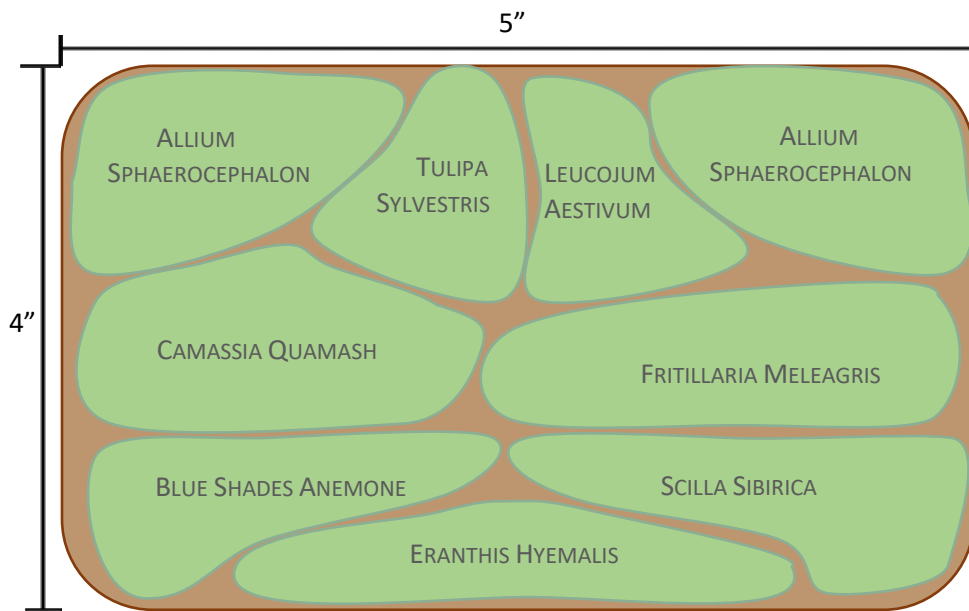 5”
Allium
Sphaerocephalon
Tulipa
Sylvestris
Leucojum
Aestivum
Allium
Sphaerocephalon
4”
Camassia Quamash
Fritillaria Meleagris
Blue Shades Anemone
Scilla Sibirica
Eranthis Hyemalis